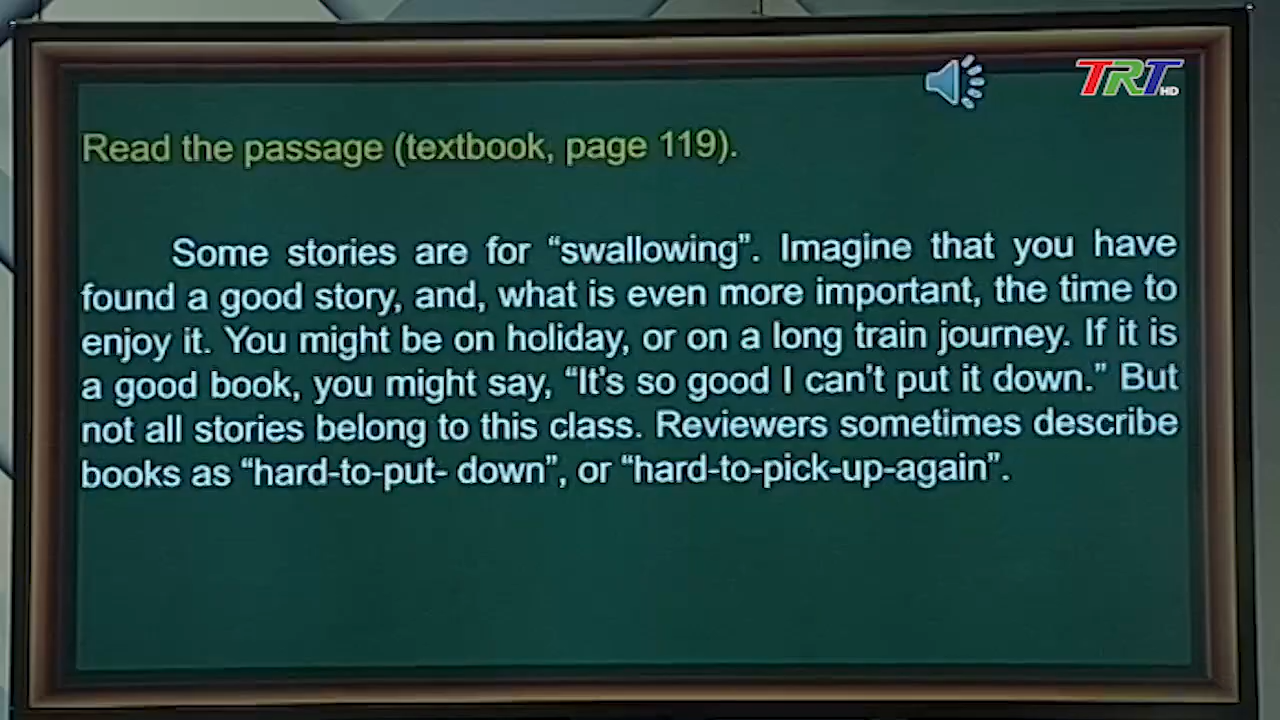 TRT HD
Read the passage (textbook, page 119).
Some stories are for “swallowing”. Imagine that you have
found a good story, and, what is even more important, the time to
enjoy it. You might be on holiday, or on a long train journey. If it is
a good book, you might say, “It’s so good I can’t put it down.” But
not all stories belong to this class. Reviewers sometimes describe
books as “hard-to-put- down”, or “hard-to-pick-up-again”.